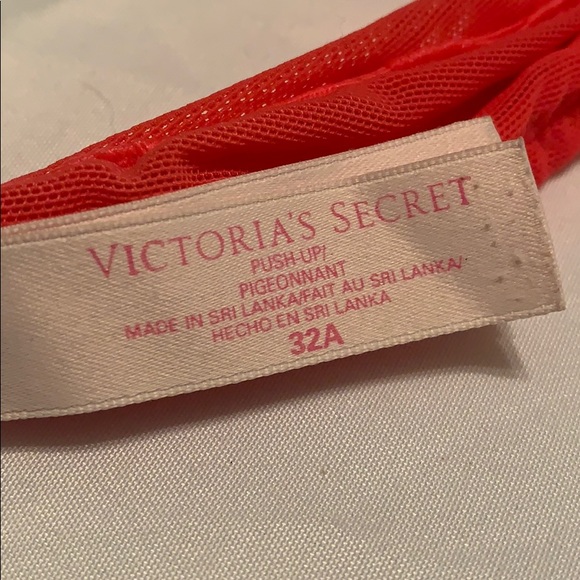 VICTORIA'S SECRET
PUSH-UP/
PIGEONNANT
MADE IN SRI LANKA/FAIT AU SRI LANKA/
HECHO EN SRI LANKA
32A